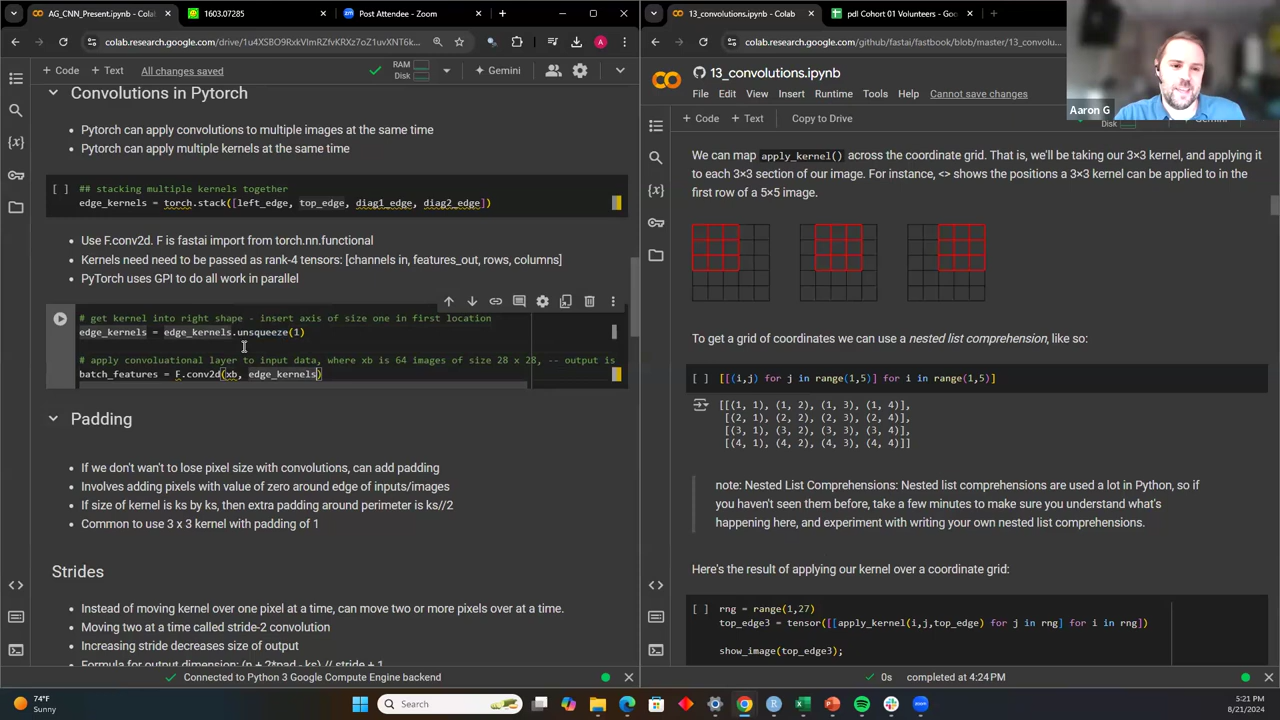 AG_CNN_Present.ipynb - Colab
1603.07285
Post Attendee - Zoom
13_convolutions.ipynb - Colab
pdl Cohort 01 Volunteers - Goo
colab.research.google.com/drive/1u4XSBO9RxkVlmRZfvKRXz7oZ1uvXNT6k...
A
colab.research.google.com/github/fastai/fastbook/blob/master/13_convolu...
+ Code
+ Text
All changes saved
RAM
Disk
Gemini
Convolutions in Pytorch
Pytorch can apply convolutions to multiple images at the same time
Pytorch can apply multiple kernels at the same time
[ ]
## stacking multiple kernels together
edge_kernels = torch.stack([left_edge, top_edge, diag1_edge, diag2_edge])
Use F.conv2d. F is fastai import from torch.nn.functional
Kernels need need to be passed as rank-4 tensors: [channels in, features_out, rows, columns]
PyTorch uses GPI to do all work in parallel
# get kernel into right shape - insert axis of size one in first location
edge_kernels = edge_kernels.unsqueeze(1)
# apply convoluational layer to input data, where xb is 64 images of size 28 x 28, -- output is
batch_features = F.conv2d(xb, edge_kernels)
Padding
If we don't want to lose pixel size with convolutions, can add padding
Involves adding pixels with value of zero around edge of inputs/images
If size of kernel is ks by ks, then extra padding around perimeter is ks//2
Common to use 3 x 3 kernel with padding of 1
Strides
Instead of moving kernel over one pixel at a time, can move two or more pixels over at a time.
Moving two at a time called stride-2 convolution
Increasing stride decreases size of output
Formula for output dimension: (n + 2*pad - ks) // stride + 1
Connected to Python 3 Google Compute Engine backend
13_convolutions.ipynb
File Edit View Insert Runtime Tools Help Cannot save changes
+ Code
+ Text
Copy to Drive
Disk
Aaron G
We can map apply_kernel() across the coordinate grid. That is, we'll be taking our 3×3 kernel, and applying it
to each 3×3 section of our image. For instance, <> shows the positions a 3×3 kernel can be applied to in the
first row of a 5×5 image.
To get a grid of coordinates we can use a nested list comprehension, like so:
[ ]
[[(i,j) for j in range(1,5)] for i in range(1,5)]
[[(1, 1), (1, 2), (1, 3), (1, 4)],
[(2, 1), (2, 2), (2, 3), (2, 4)],
[(3, 1), (3, 2), (3, 3), (3, 4)],
[(4, 1), (4, 2), (4, 3), (4, 4)]]
note: Nested List Comprehensions: Nested list comprehensions are used a lot in Python, so if
you haven't seen them before, take a few minutes to make sure you understand what's
happening here, and experiment with writing your own nested list comprehensions.
Here's the result of applying our kernel over a coordinate grid:
[ ]
rng = range(1,27)
top_edge3 = tensor([[apply_kernel(i,j,top_edge) for j in rng] for i in rng])
show_image(top_edge3);
0s
completed at 4:24 PM
74°F
Sunny
Search
5:21 PM
8/21/2024